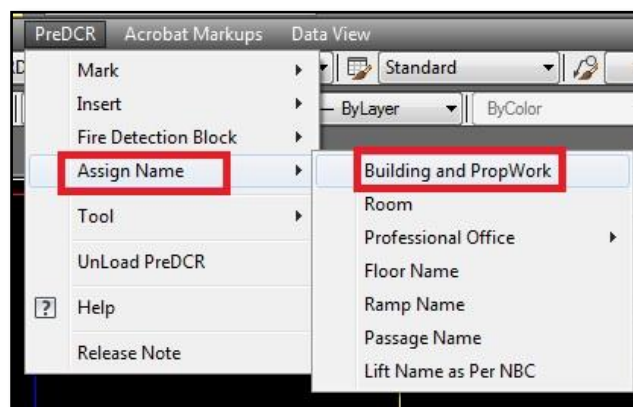 PreDCR Acrobat Markups Data View
Mark Standard
Insert ByLayer ByColor
Fire Detection Block
Assign Name Building and PropWork
Room
Tool Professional Office
UnLoad PreDCR Floor Name
? Help Ramp Name
Passage Name
Release Note Lift Name as Per NBC